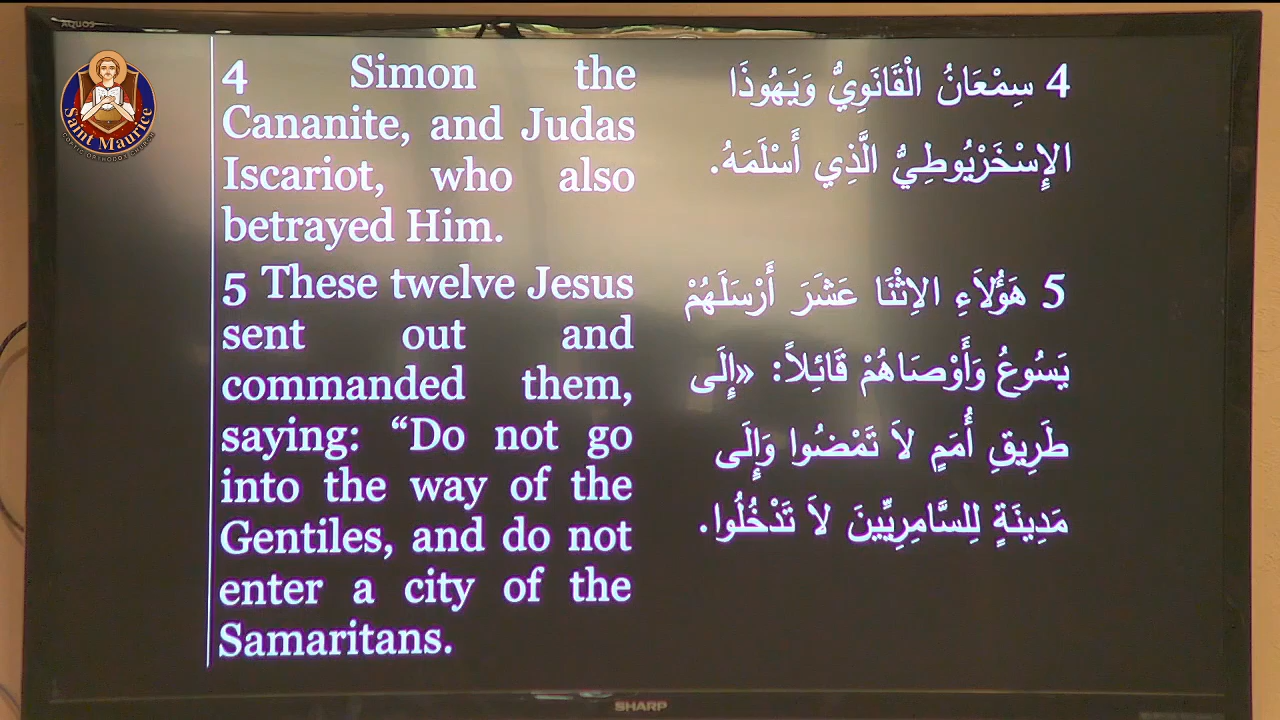 AQUOS
Saint Maurice
COPTIC ORTHODOX CHURCH
4 Simon the
Cananite, and Judas
Iscariot, who also
betrayed Him.
5 These twelve Jesus
sent out and
commanded them,
saying: “Do not go
into the way of the
Gentiles, and do not
enter a city of the
Samaritans.
4 سِمْعَانُ الْقَانَوِيُّ وَيَهُوذَا
الإِسْخَرْيُوطِيُّ الَّذِي أَسْلَمَهُ.
5 هَؤُلاَءِ الاِثْنَا عَشَرَ أَرْسَلَهُمْ
يَسُوعُ وَأَوْصَاهُمْ قَائِلاً: «إِلَى
طَرِيقِ أُمَمٍ لاَ تَمْضُوا وَإِلَى
مَدِينَةٍ لِلسَّامِرِيِّينَ لاَ تَدْخُلُوا.
SHARP